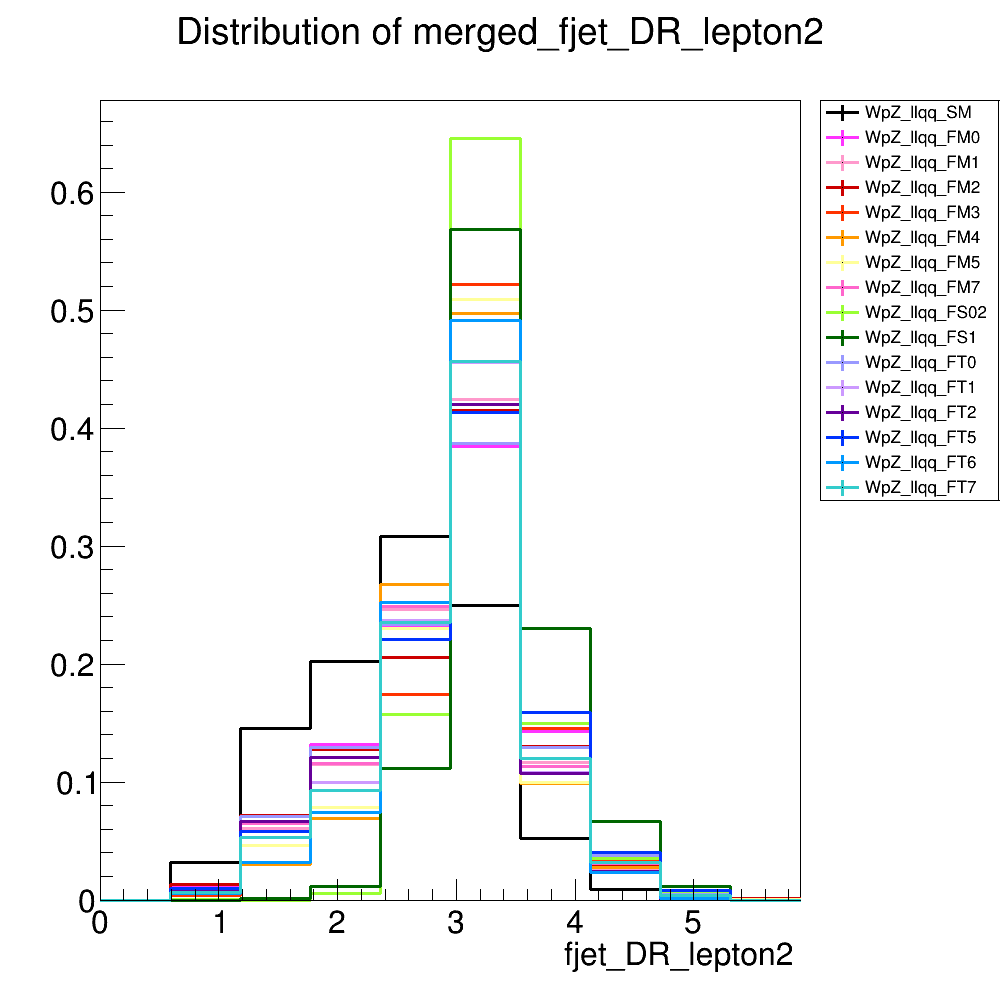 Distribution of merged_fjet_DR_lepton2
WpZ_llqq_SM
WpZ_llqq_FM0
WpZ_llqq_FM1
WpZ_llqq_FM2
WpZ_llqq_FM3
WpZ_llqq_FM4
WpZ_llqq_FM5
WpZ_llqq_FM7
WpZ_llqq_FS02
WpZ_llqq_FS1
WpZ_llqq_FT0
WpZ_llqq_FT1
WpZ_llqq_FT2
WpZ_llqq_FT5
WpZ_llqq_FT6
WpZ_llqq_FT7
0.6
0.5
0.4
0.3
0.2
0.1
0
0 1 2 3 4 5
fjet_DR_lepton2